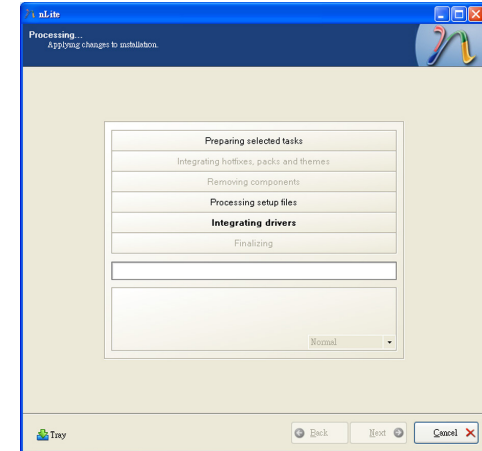 nLite
Processing...
Applying changes to installation.
Preparing selected tasks
Integrating hotfixes, packs and themes
Removing components
Processing setup files
Integrating drivers
Finalizing
Normal
Tray
Back
Next
Cancel